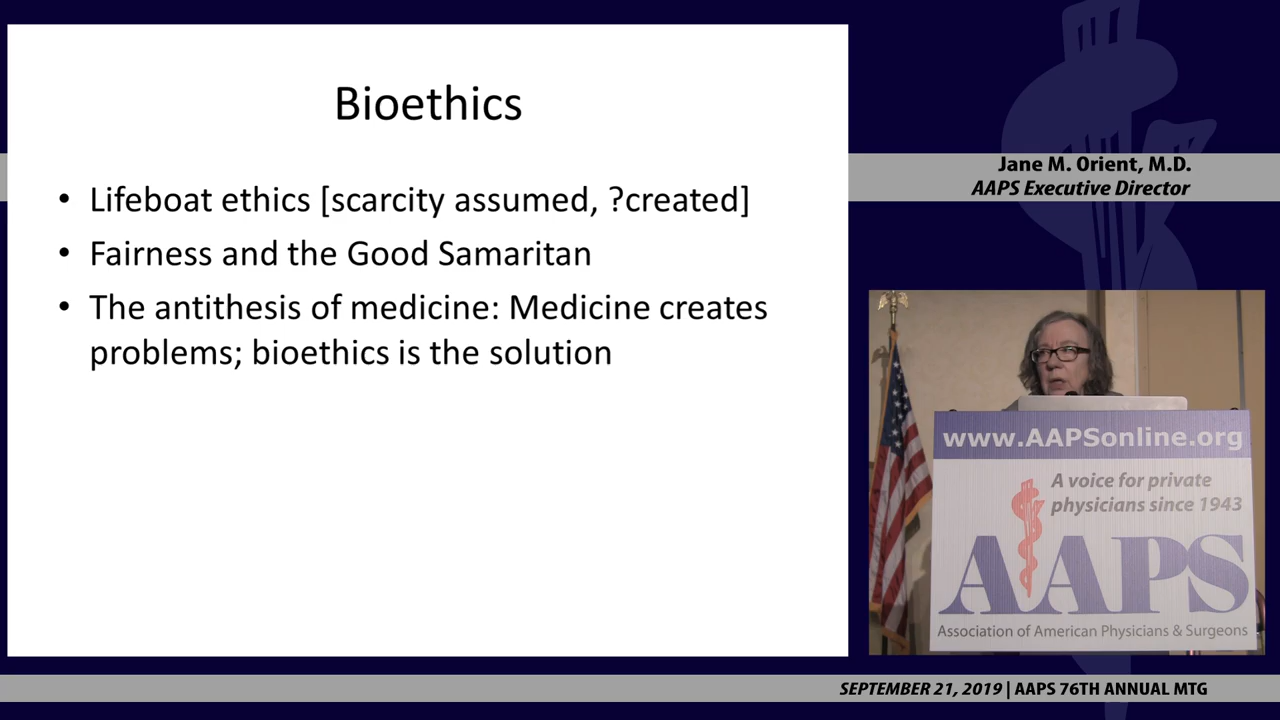 Bioethics
• Lifeboat ethics [scarcity assumed, ?created]
• Fairness and the Good Samaritan
• The antithesis of medicine: Medicine creates
problems; bioethics is the solution
Jane M. Orient, M.D.
AAPS Executive Director
www.AAPSonline.org
A voice for private
physicians since 1943
AAPS
Association of American Physicians & Surgeons
SEPTEMBER 21, 2019 | AAPS 76TH ANNUAL MTG